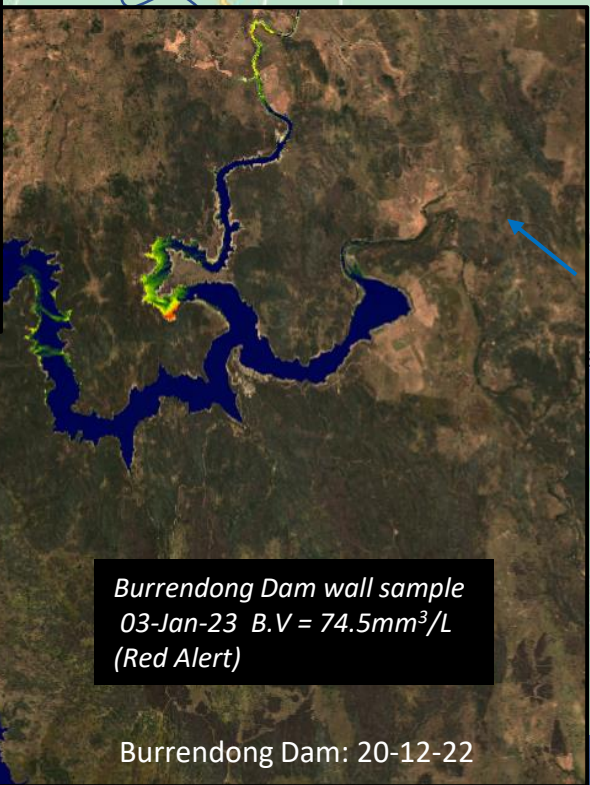 Burrendong Dam wall sample
03-Jan-23 B.V = 74.5mm³/L
(Red Alert)
Burrendong Dam: 20-12-22